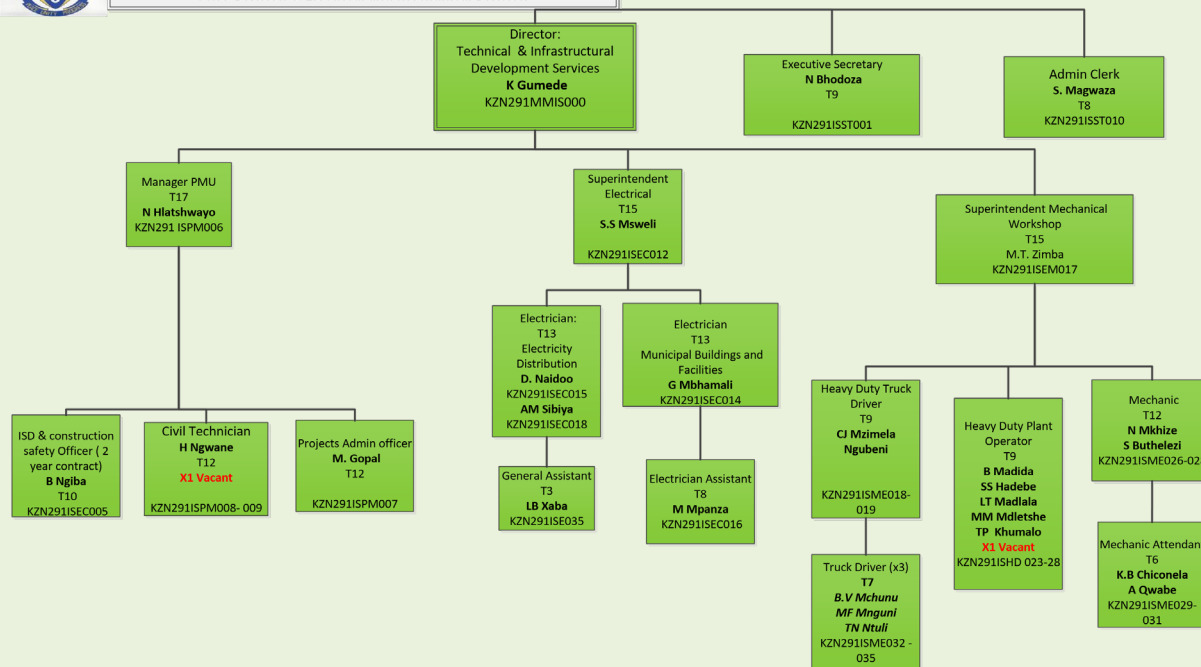 Director:
Technical & Infrastructural
Development Services
K Gumede
KZN291MMIS000
Executive Secretary
N Bhodoza
T9
KZN291ISST001
Admin Clerk
S. Magwaza
T8
KZN291ISST010
Manager PMU
T17
N Hlatshwayo
KZN291 ISPM006
Superintendent
Electrical
T15
S.S Msweli
KZN291ISEC012
Superintendent Mechanical
Workshop
T15
M.T. Zimba
KZN291ISEM017
ISD & construction
safety Officer ( 2
year contract)
B Ngiba
T10
KZN291ISEC005
Civil Technician
H Ngwane
T12
X1 Vacant
KZN291ISPM008- 009
Projects Admin officer
M. Gopal
T12
KZN291ISPM007
Electrician:
T13
Electricity
Distribution
D. Naidoo
KZN291ISEC015
AM Sibiya
KZN291ISEC018
General Assistant
T3
LB Xaba
KZN291ISE035
Electrician
T13
Municipal Buildings and
Facilities
G Mbhamali
KZN291ISEC014
Electrician Assistant
T8
M Mpanza
KZN291ISEC016
Heavy Duty Truck
Driver
T9
CJ Mzimela
Ngubeni
KZN291ISME018-
019
Truck Driver (x3)
T7
B.V Mchunu
MF Mnguni
TN Ntuli
KZN291ISME032 -
035
Heavy Duty Plant
Operator
T9
B Madida
SS Hadebe
LT Madlala
MM Mdletshe
TP Khumalo
X1 Vacant
KZN291ISHD 023-28
Mechanic
T12
N Mkhize
S Buthelezi
KZN291ISME026-02
Mechanic Attendan
T6
K.B Chiconela
A Qwabe
KZN291ISME029-
031